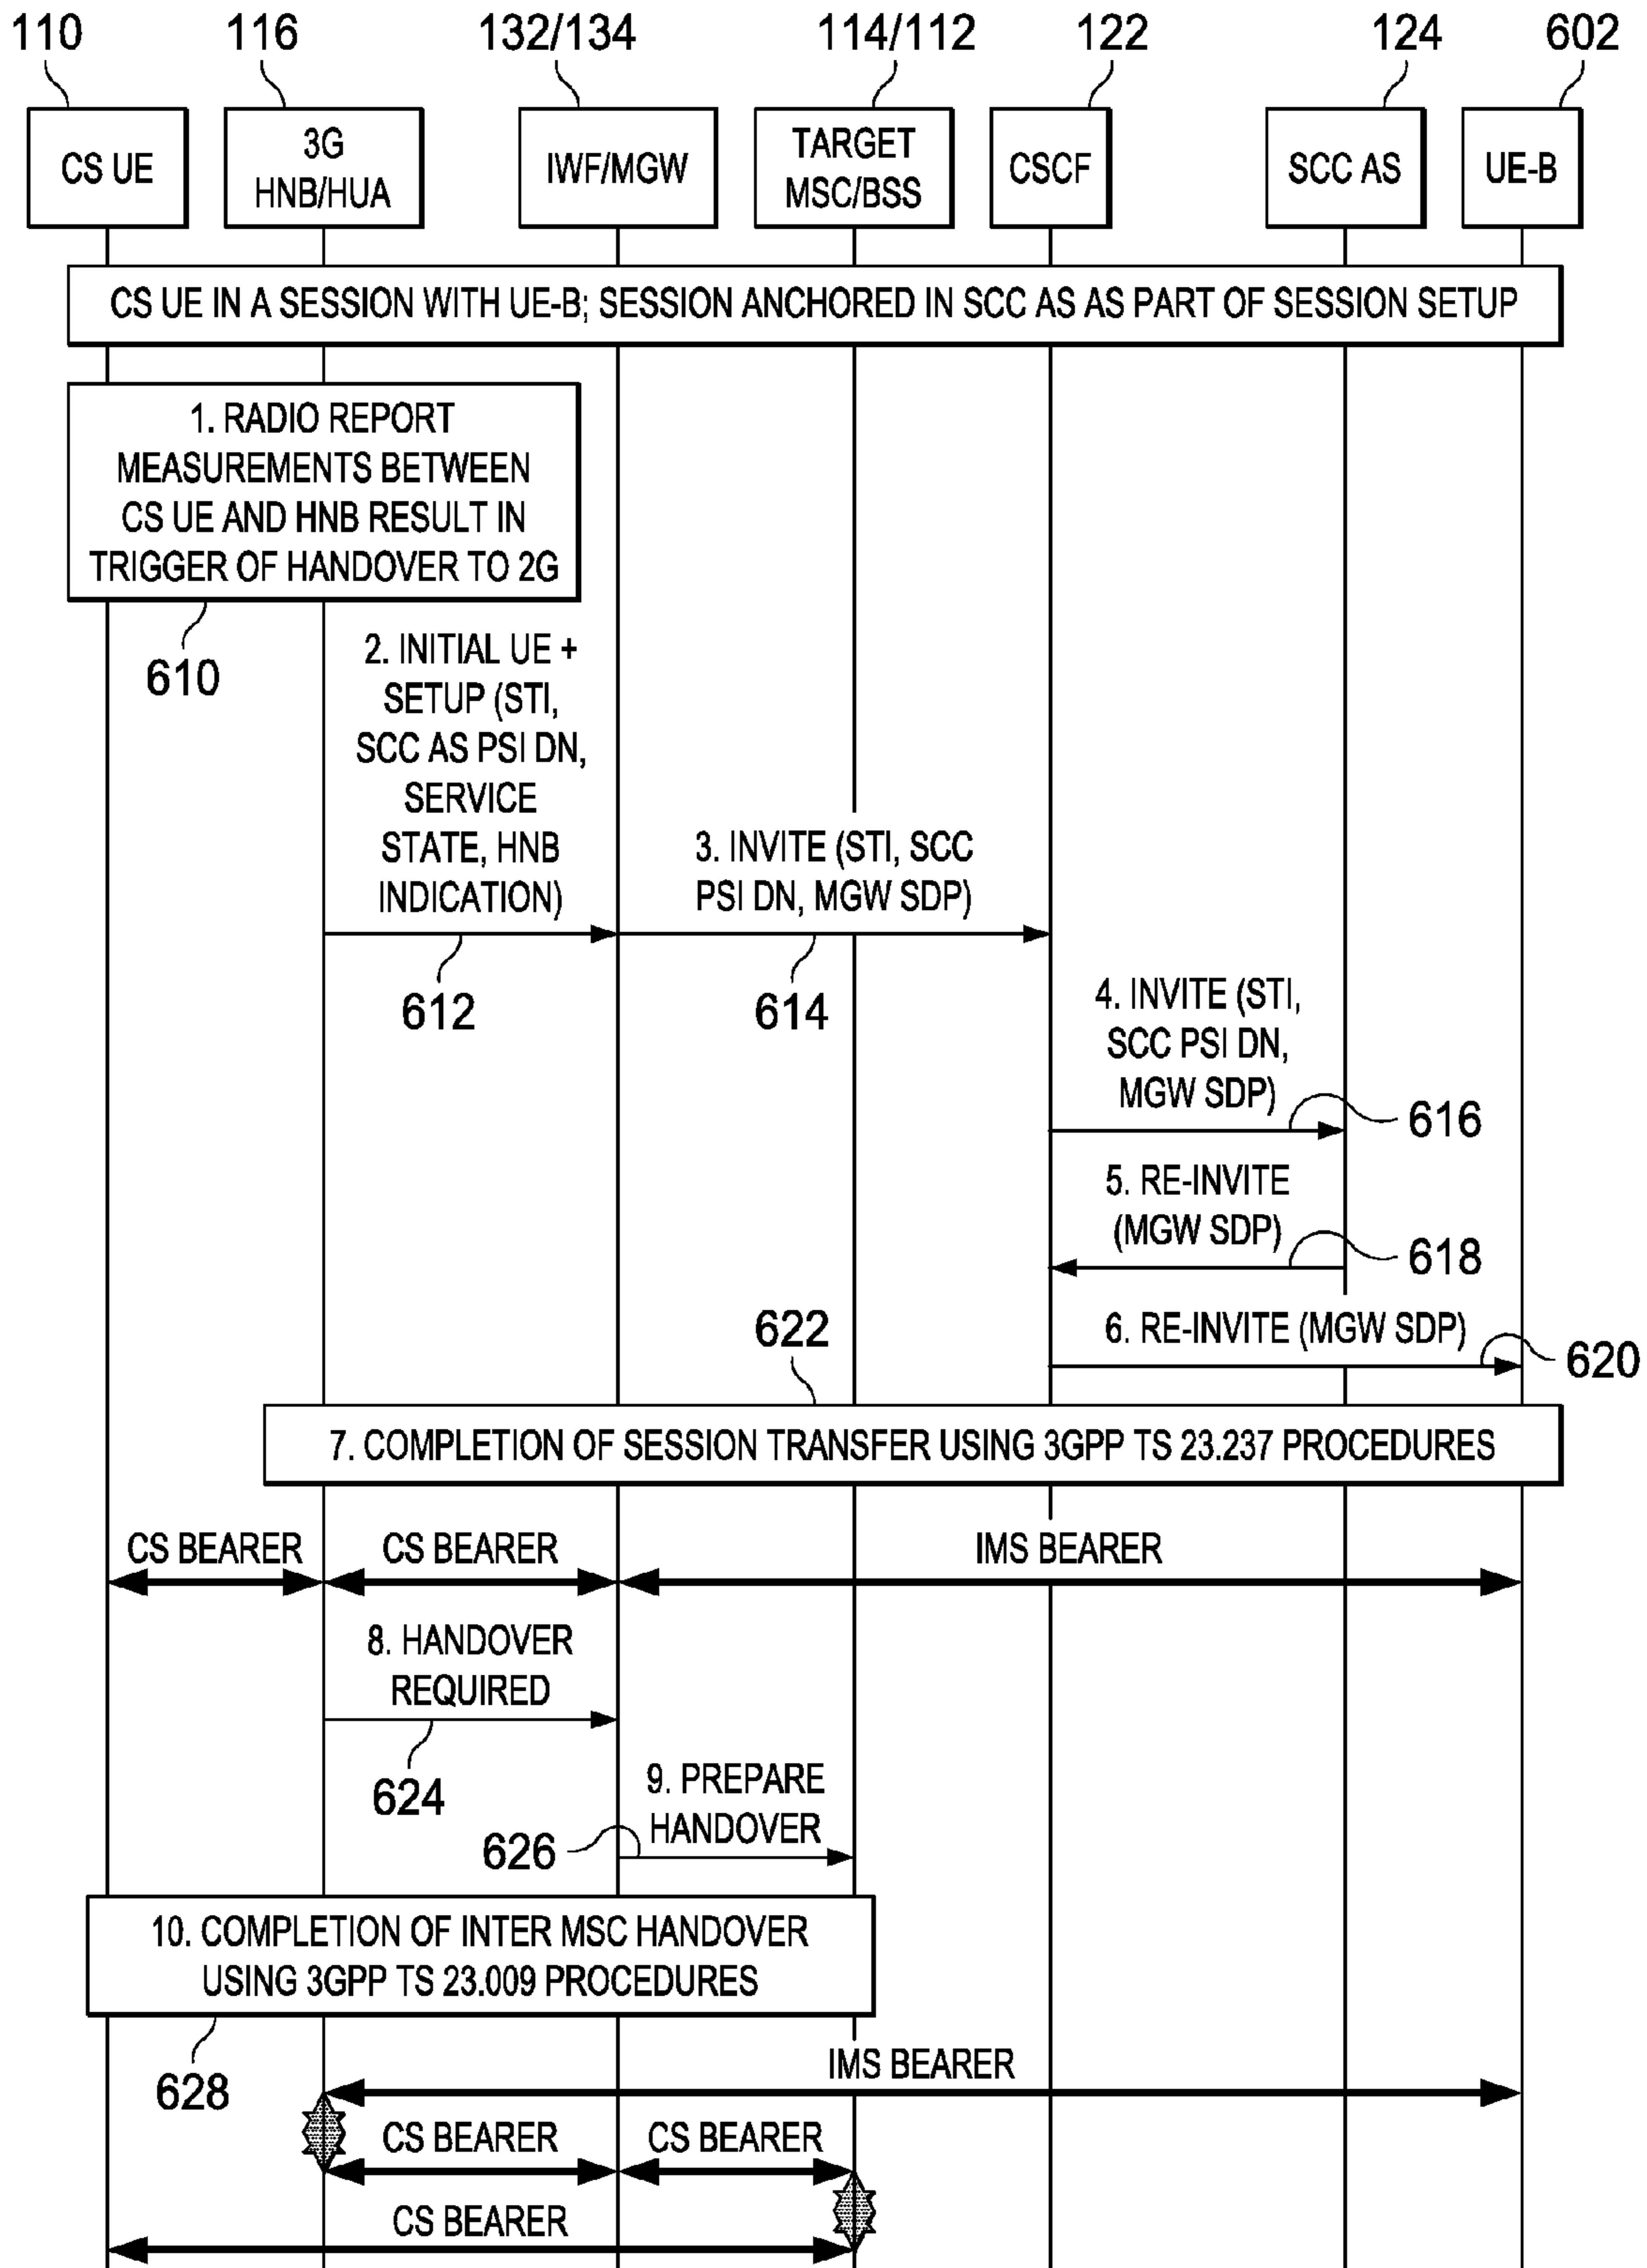 110 116 132/134 114/112 122 124 602
CS UE
3G
HNB/HUA
IWF/MGW
TARGET
MSC/BSS
CSCF
SCC AS
UE-B
CS UE IN A SESSION WITH UE-B; SESSION ANCHORED IN SCC AS AS PART OF SESSION SETUP
1. RADIO REPORT
MEASUREMENTS BETWEEN
CS UE AND HNB RESULT IN
TRIGGER OF HANDOVER TO 2G
610
2. INITIAL UE +
SETUP (STI,
SCC AS PSI DN,
SERVICE
STATE, HNB
INDICATION)
612
3. INVITE (STI, SCC
PSI DN, MGW SDP)
614
4. INVITE (STI,
SCC PSI DN,
MGW SDP)
616
5. RE-INVITE
(MGW SDP)
618
6. RE-INVITE (MGW SDP)
620
622
7. COMPLETION OF SESSION TRANSFER USING 3GPP TS 23.237 PROCEDURES
CS BEARER CS BEARER IMS BEARER
8. HANDOVER
REQUIRED
624
9. PREPARE
HANDOVER
626
10. COMPLETION OF INTER MSC HANDOVER
USING 3GPP TS 23.009 PROCEDURES
628
IMS BEARER
CS BEARER CS BEARER
CS BEARER